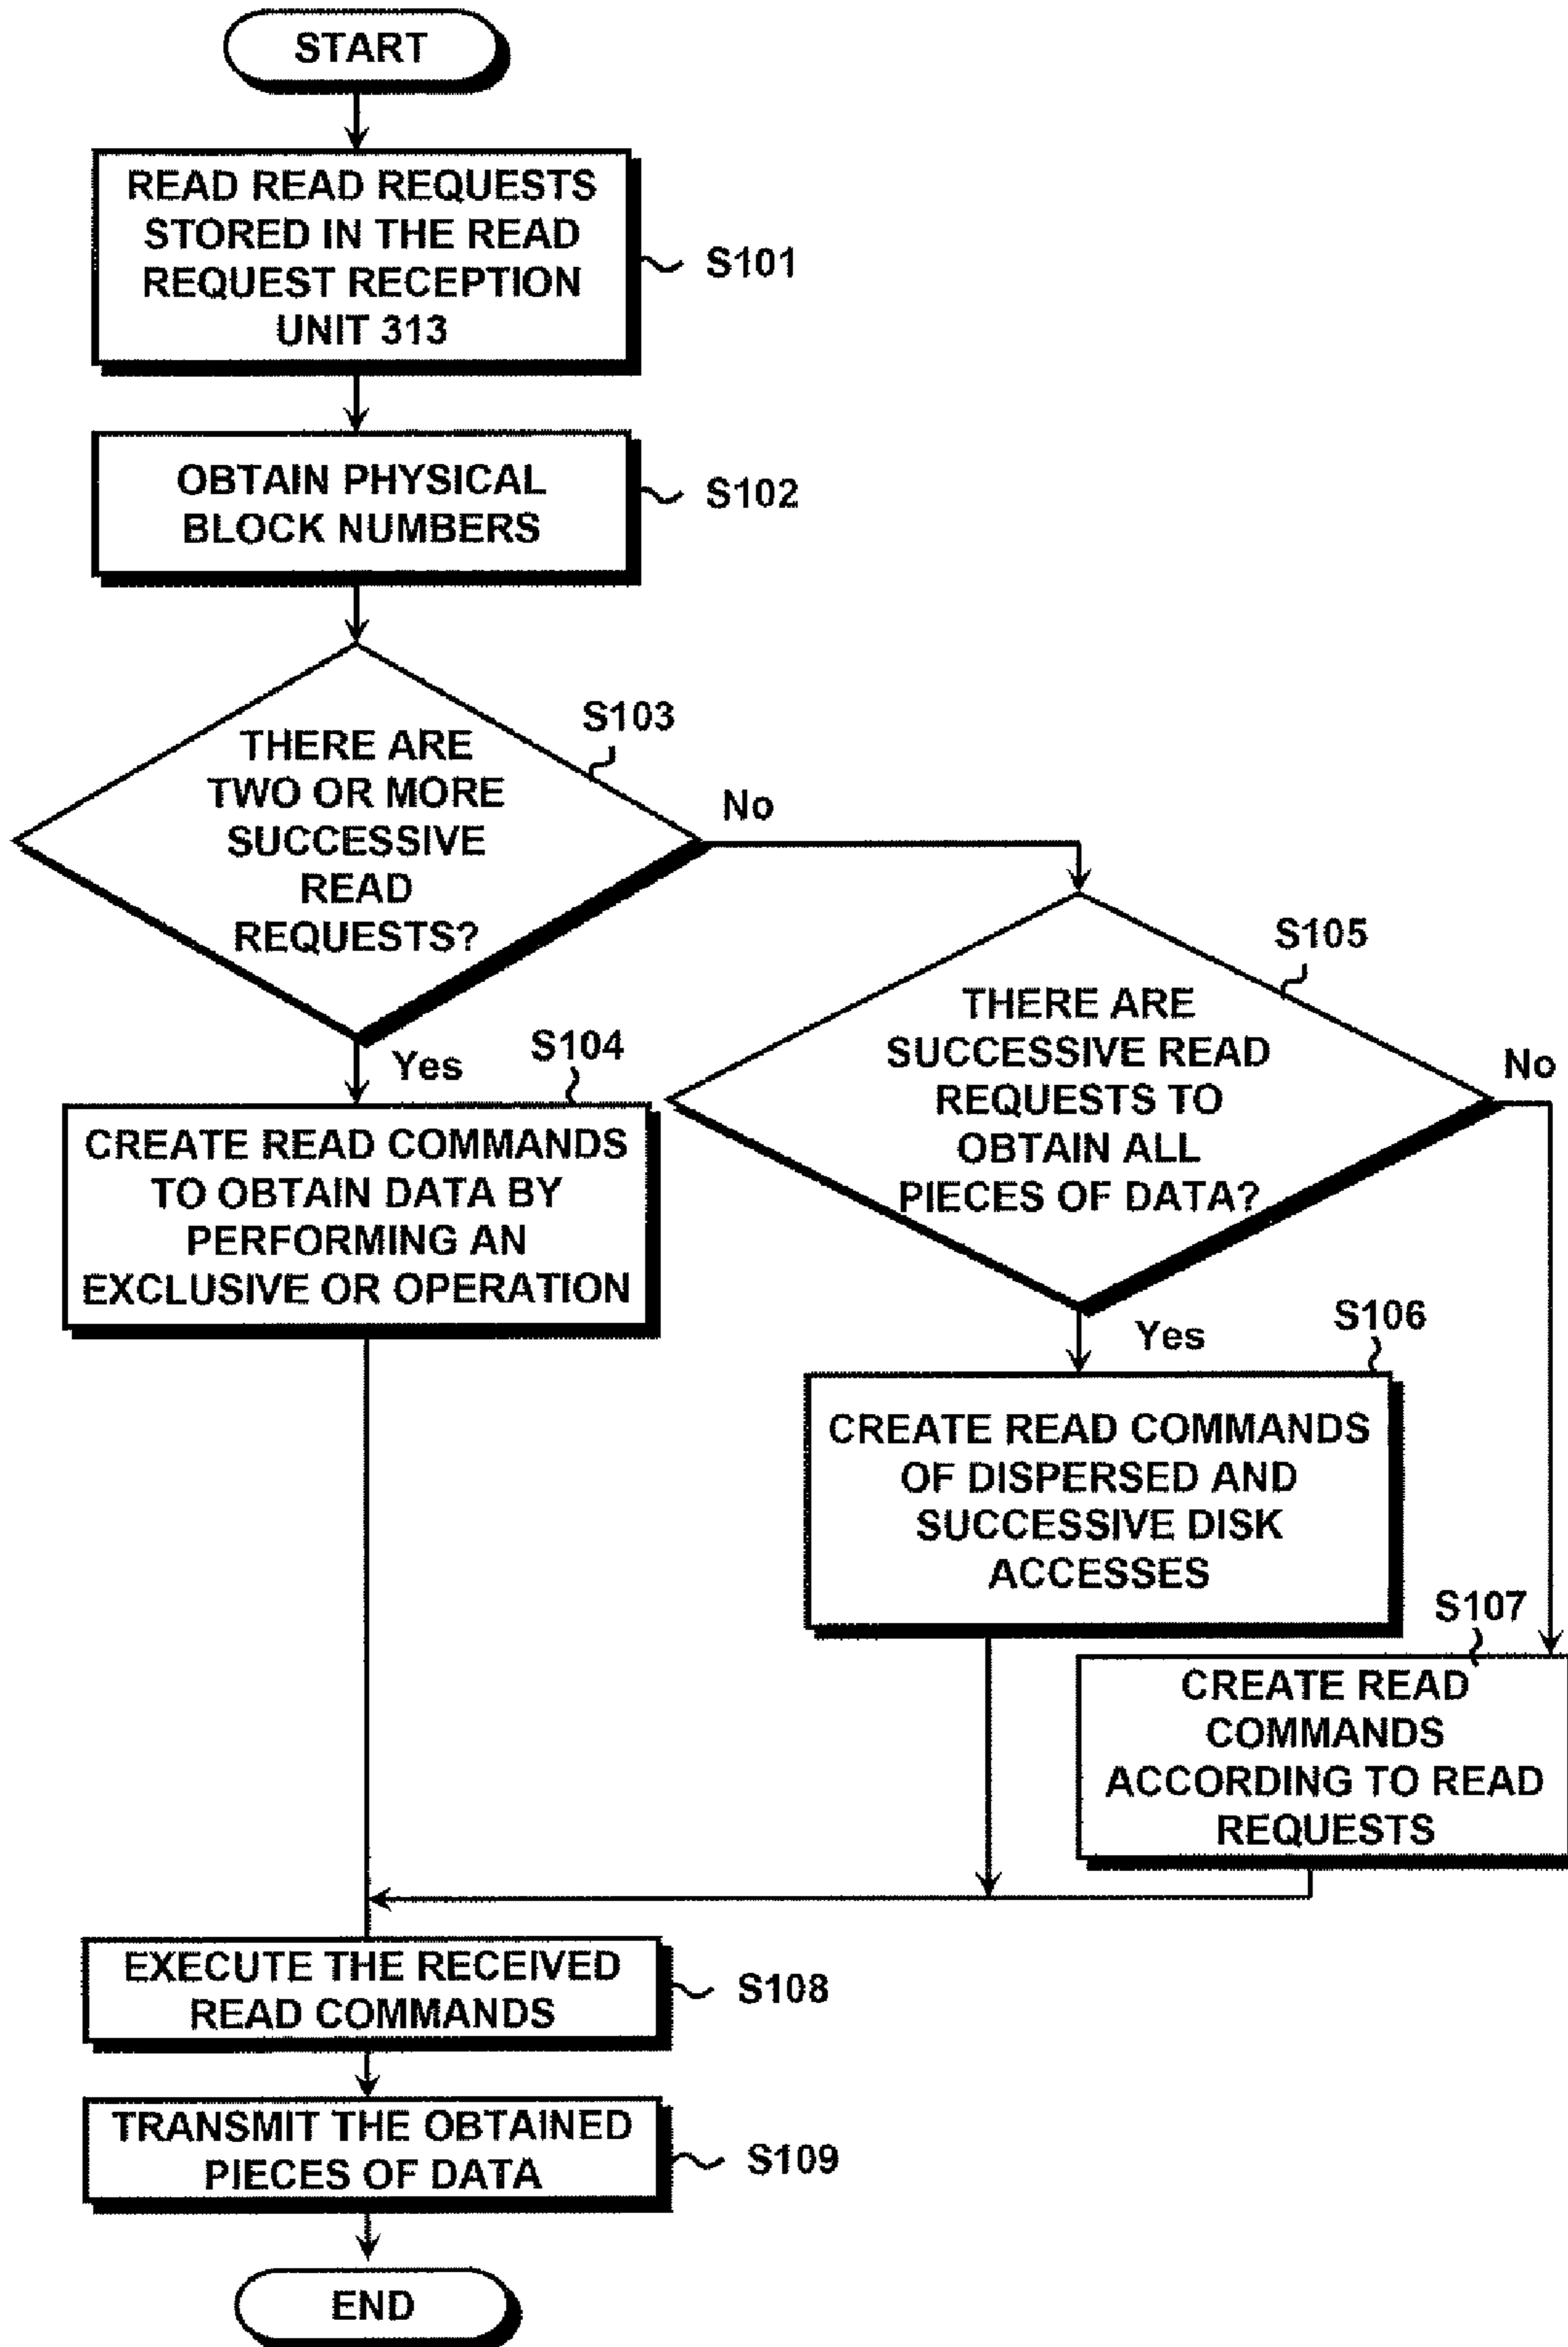 START
READ READ REQUESTS
STORED IN THE READ
REQUEST RECEPTION
UNIT 313
S101
OBTAIN PHYSICAL
BLOCK NUMBERS
S102
S103
THERE ARE
TWO OR MORE
SUCCESSIVE
READ
REQUESTS?
No
Yes
S104
CREATE READ COMMANDS
TO OBTAIN DATA BY
PERFORMING AN
EXCLUSIVE OR OPERATION
S105
THERE ARE
SUCCESSIVE READ
REQUESTS TO
OBTAIN ALL
PIECES OF DATA?
No
Yes
S106
CREATE READ COMMANDS
OF DISPERSED AND
SUCCESSIVE DISK
ACCESSES
S107
CREATE READ
COMMANDS
ACCORDING TO READ
REQUESTS
EXECUTE THE RECEIVED
READ COMMANDS
S108
TRANSMIT THE OBTAINED
PIECES OF DATA
S109
END